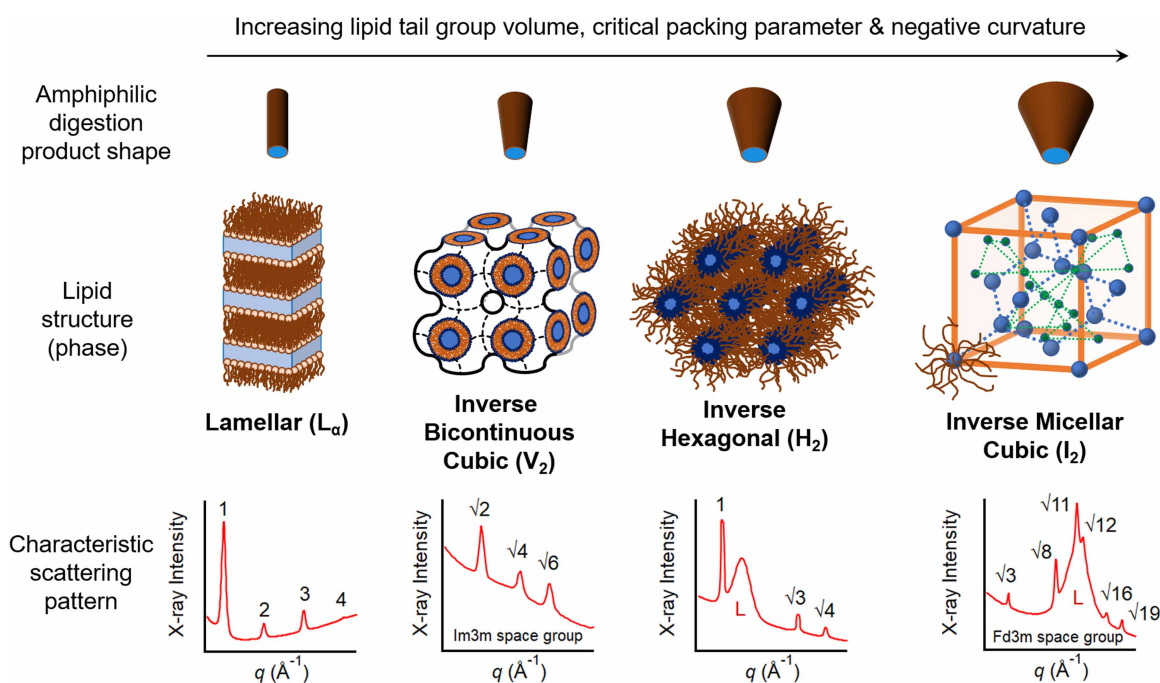 Increasing lipid tail group volume, critical packing parameter & negative curvature
Amphiphilic
digestion
product shape
Lipid
structure
(phase)
Lamellar (Lα)
Inverse
Bicontinuous
Cubic (V₂)
Inverse
Hexagonal (H₂)
Inverse Micellar
Cubic (I₂)
Characteristic
scattering
pattern
X-ray Intensity
1
2
3
4
q (Å⁻¹)
X-ray Intensity
√2
√4
√6
Im3m space group
q (Å⁻¹)
X-ray Intensity
1
L
√3
√4
q (Å⁻¹)
X-ray Intensity
√3
√8
√11
√12
L
√16
√19
Fd3m space group
q (Å⁻¹)